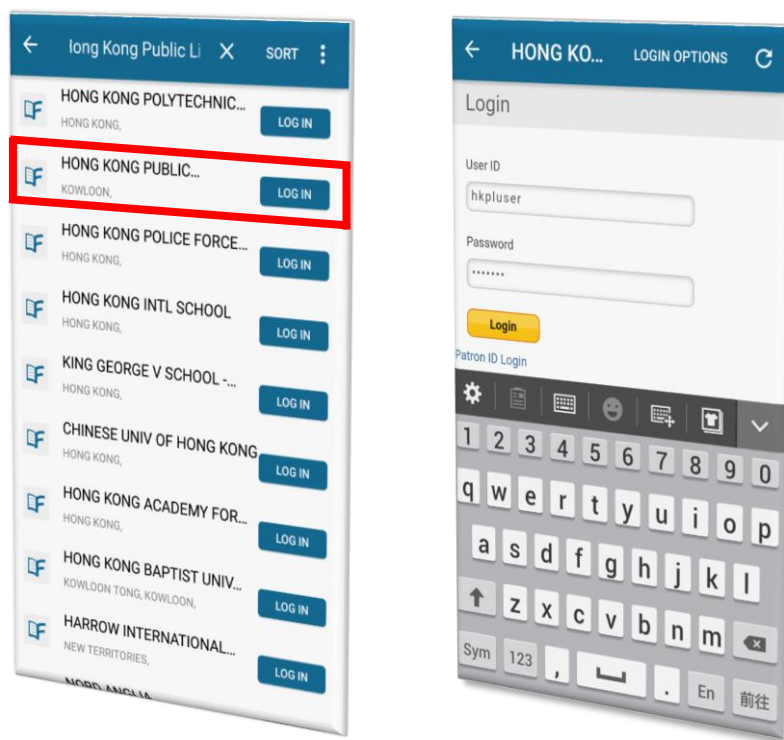 long Kong Public Li
SORT
HONG KONG POLYTECHNIC...
HONG KONG,
LOG IN
HONG KONG PUBLIC...
KOWLOON,
LOG IN
HONG KONG POLICE FORCE...
HONG KONG,
LOG IN
HONG KONG INTL SCHOOL
HONG KONG,
LOG IN
KING GEORGE V SCHOOL -...
HONG KONG,
LOG IN
CHINESE UNIV OF HONG KONG
HONG KONG,
LOG IN
HONG KONG ACADEMY FOR...
HONG KONG,
LOG IN
HONG KONG BAPTIST UNIV...
KOWLOON TONG, KOWLOON,
LOG IN
HARROW INTERNATIONAL...
NEW TERRITORIES,
LOG IN
NORD ANGLIA
HONG KO...
LOGIN OPTIONS
Login
User ID
hkpluser
Password
.......
Login
Patron ID Login
1 2 3 4 5 6 7 8 9 0
q w e r t y u i o p
a s d f g h j k l
z x c v b n m
Sym 123 , . En 前往